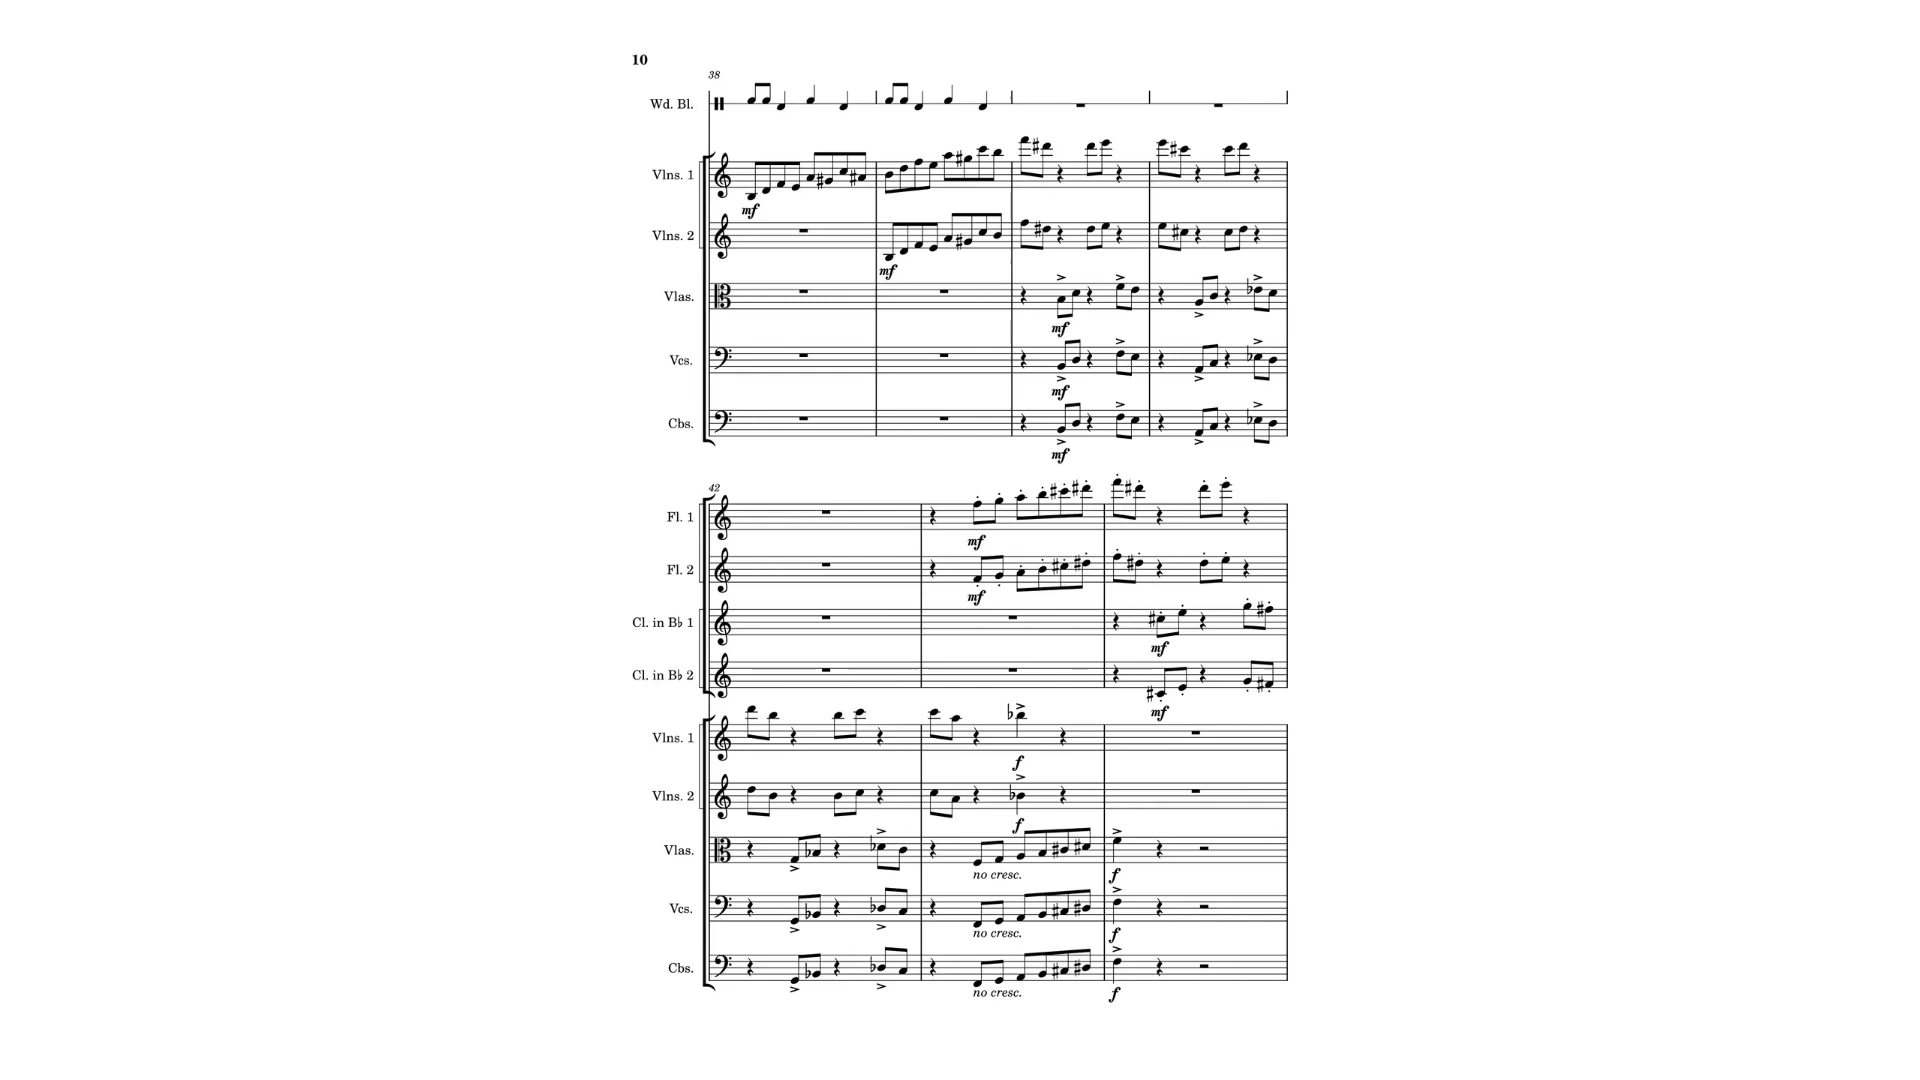 10
38
Wd. Bl.
Vlns. 1
mf
Vlns. 2
mf
Vlas.
mf
Vcs.
mf
Cbs.
mf
42
Fl. 1
mf
Fl. 2
mf
Cl. in B♭ 1
mf
Cl. in B♭ 2
mf
Vlns. 1
f
Vlns. 2
f
Vlas.
no cresc. f
Vcs.
no cresc. f
Cbs.
no cresc. f